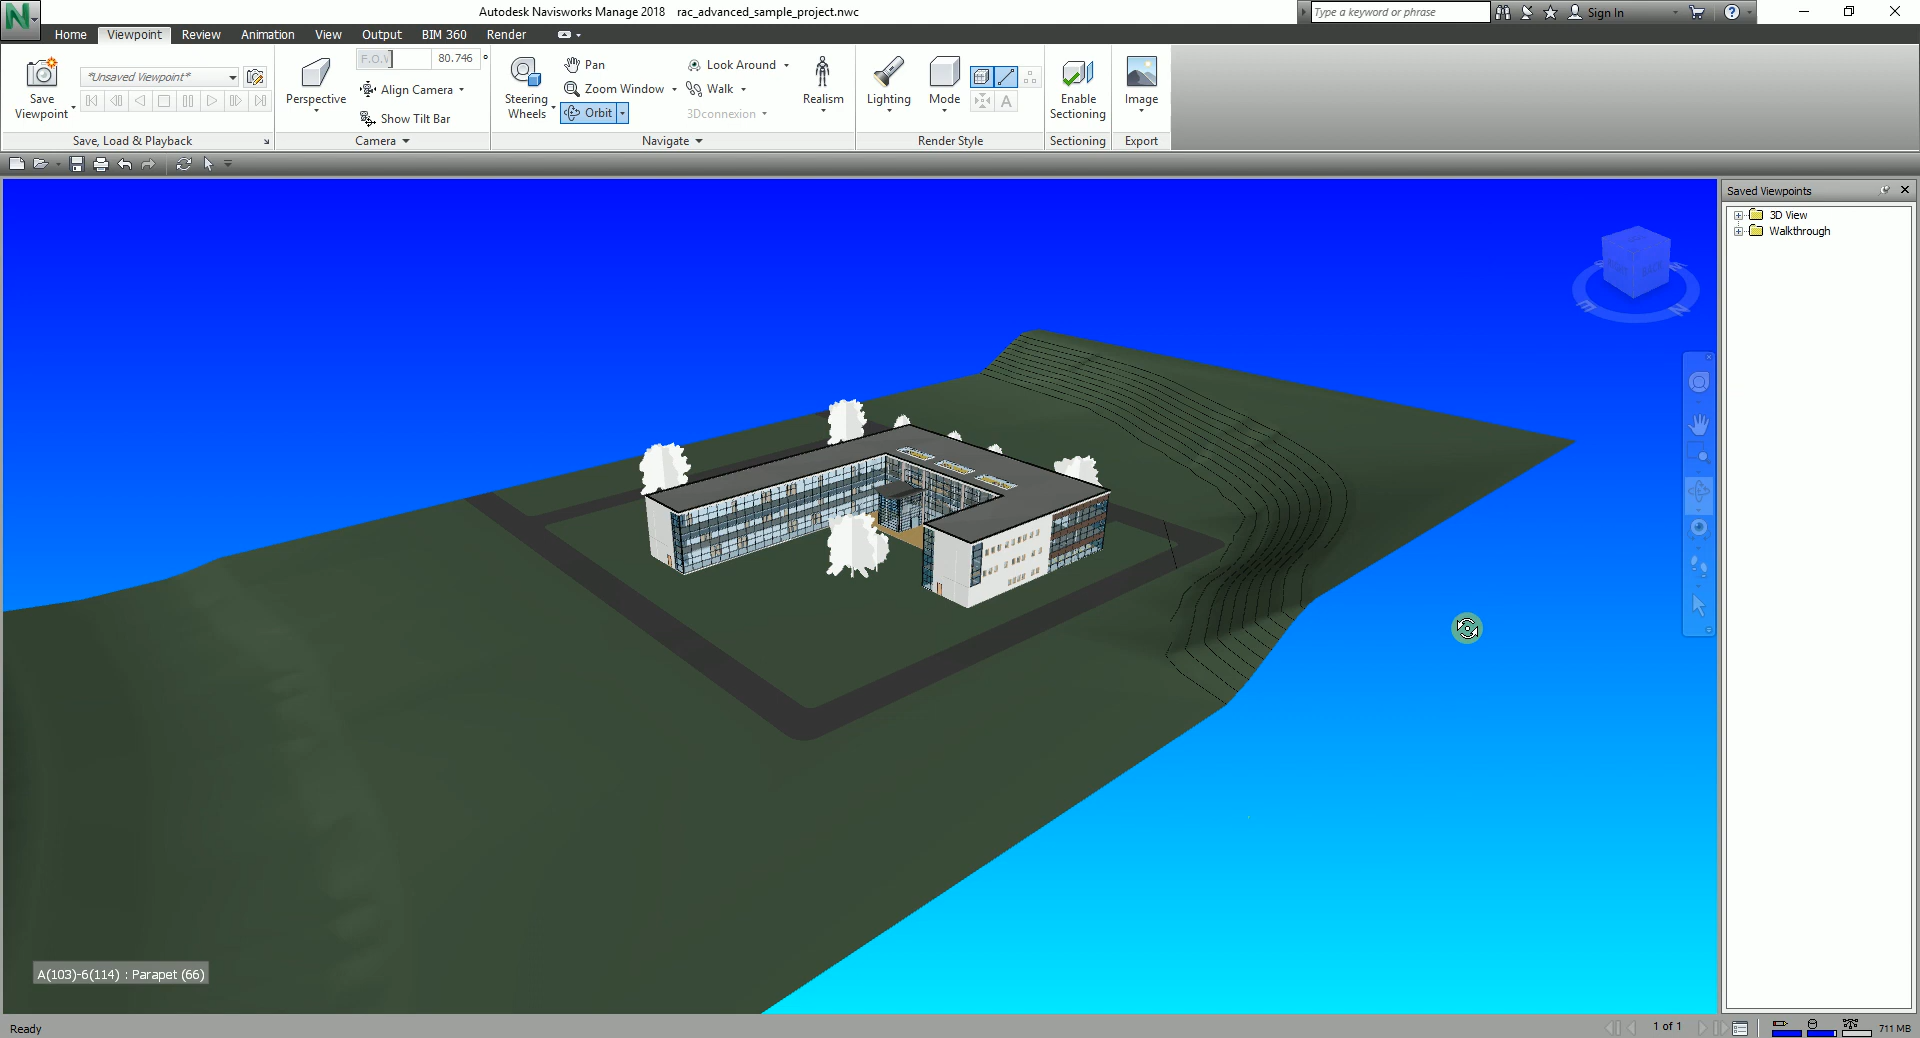 Autodesk Navisworks Manage 2018 rac_advanced_sample_project.nwc
Type a keyword or phrase
Sign In
Home Viewpoint Review Animation View Output BIM 360 Render
Save Viewpoint
*Unsaved Viewpoint*
Save, Load & Playback
Perspective
F.O.V 80.746 °
Align Camera
Show Tilt Bar
Camera
Steering Wheels
Pan
Zoom Window
Orbit
Look Around
Walk
3Dconnexion
Navigate
Realism
Lighting
Mode
A
Render Style
Enable Sectioning
Sectioning
Image
Export
Saved Viewpoints
3D View
Walkthrough
A(103)-6(114) : Parapet (66)
Ready
1 of 1
711 MB